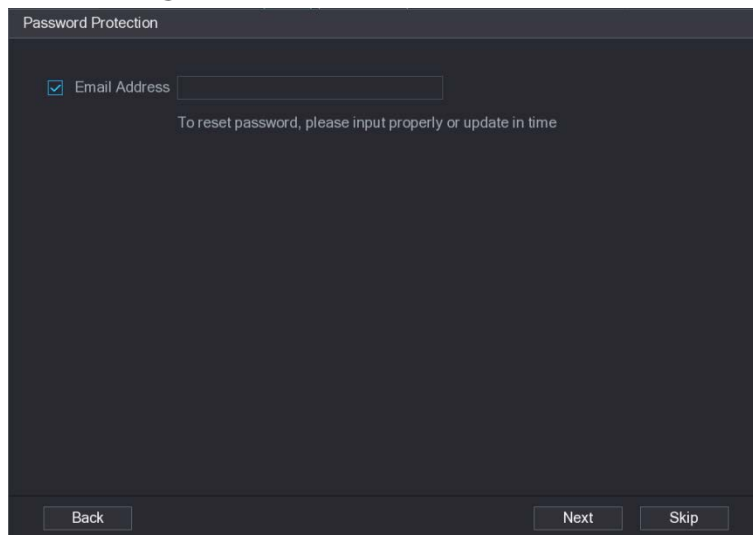 Password Protection
Email Address
To reset password, please input properly or update in time
Back Next Skip